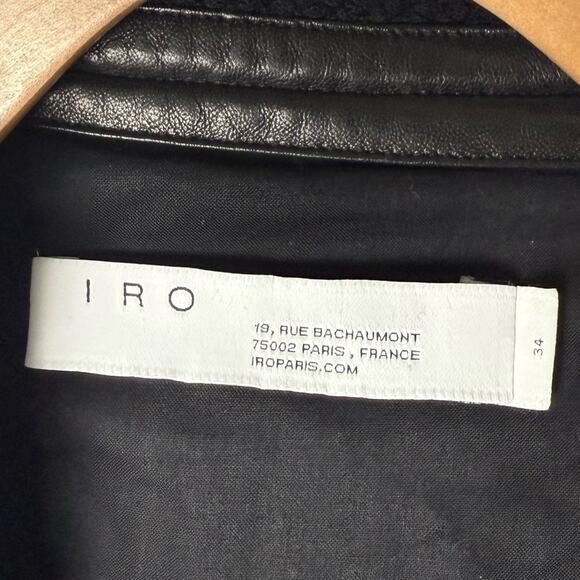 IRO
19, RUE BACHAUMONT
75002 PARIS, FRANCE
IROPARIS.COM
34